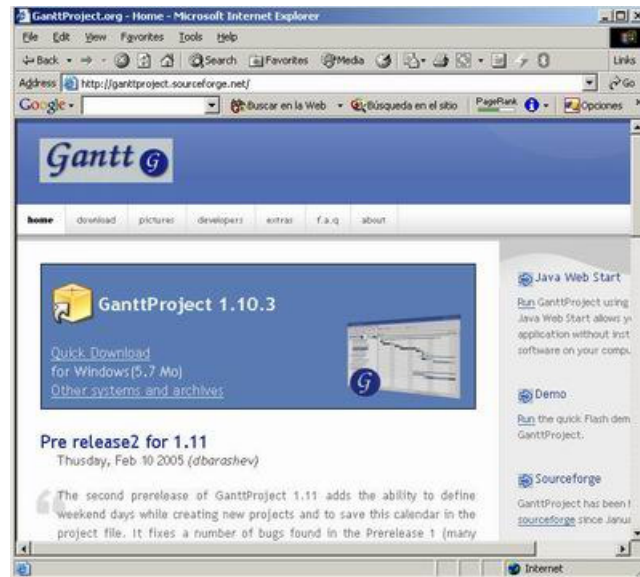 GanttProject.org - Home - Microsoft Internet Explorer
File Edit View Favorites Tools Help
Back Search Favorites Media Links
Address http://ganttproject.sourceforge.net/ Go
Google Buscar en la Web Búsqueda en el sitio PageRank Opciones
Gantt G
home download pictures developers extras f.a.q about
GanttProject 1.10.3
Quick Download
for Windows(5.7 Mo)
Other systems and archives
G
Pre release2 for 1.11
Thusday, Feb 10 2005 (dbarashev)
The second prerelease of GanttProject 1.11 adds the ability to define
weekend days while creating new projects and to save this calendar in the
project file. It fixes a number of bugs found in the Prerelease 1 (many
Java Web Start
Run GanttProject using
Java Web Start allows
application without inst
software on your compu
Demo
Run the quick Flash dem
GanttProject.
Sourceforge
GanttProject has been
sourceforge since Janua
Internet